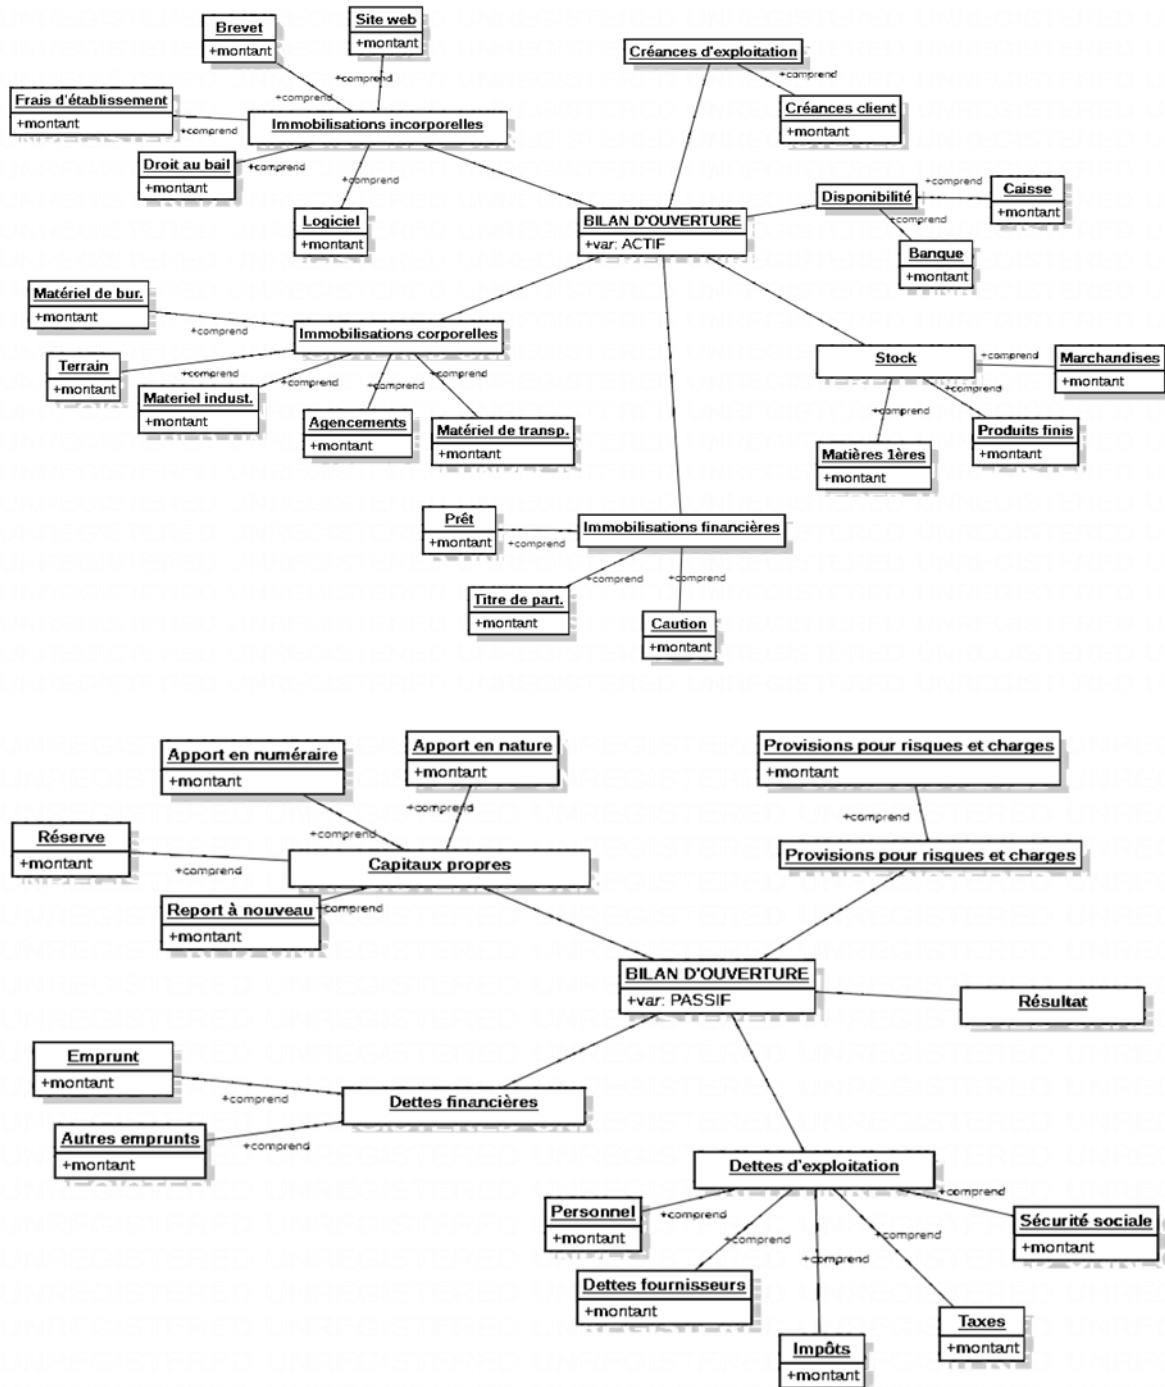 Brevet
+montant
Site web
+montant
+comprend
+comprend
Frais d'établissement
+montant
+comprend
Immobilisations incorporelles
Droit au bail
+montant
+comprend
+comprend
Logiciel
+montant
Créances d'exploitation
+comprend
Créances client
+montant
BILAN D'OUVERTURE
+var: ACTIF
Disponibilité
+comprend
Caisse
+montant
+comprend
Banque
+montant
Matériel de bur.
+montant
+comprend
Immobilisations corporelles
Terrain
+montant
+comprend
+comprend
+comprend
+comprend
Materiel indust.
+montant
Agencements
+montant
Matériel de transp.
+montant
Stock
+comprend
Marchandises
+montant
+comprend
+comprend
Matières 1ères
+montant
Produits finis
+montant
Prêt
+montant
+comprend
Immobilisations financières
+comprend
+comprend
Titre de part.
+montant
Caution
+montant
Apport en numéraire
+montant
Apport en nature
+montant
+comprend
+comprend
Réserve
+montant
+comprend
Capitaux propres
Report à nouveau
+montant
+comprend
Provisions pour risques et charges
+montant
+comprend
Provisions pour risques et charges
BILAN D'OUVERTURE
+var: PASSIF
Résultat
Emprunt
+montant
+comprend
Dettes financières
Autres emprunts
+montant
+comprend
Dettes d'exploitation
Personnel
+montant
+comprend
+comprend
+comprend
+comprend
+comprend
Sécurité sociale
+montant
Dettes fournisseurs
+montant
Impôts
+montant
Taxes
+montant
UNREGISTERED